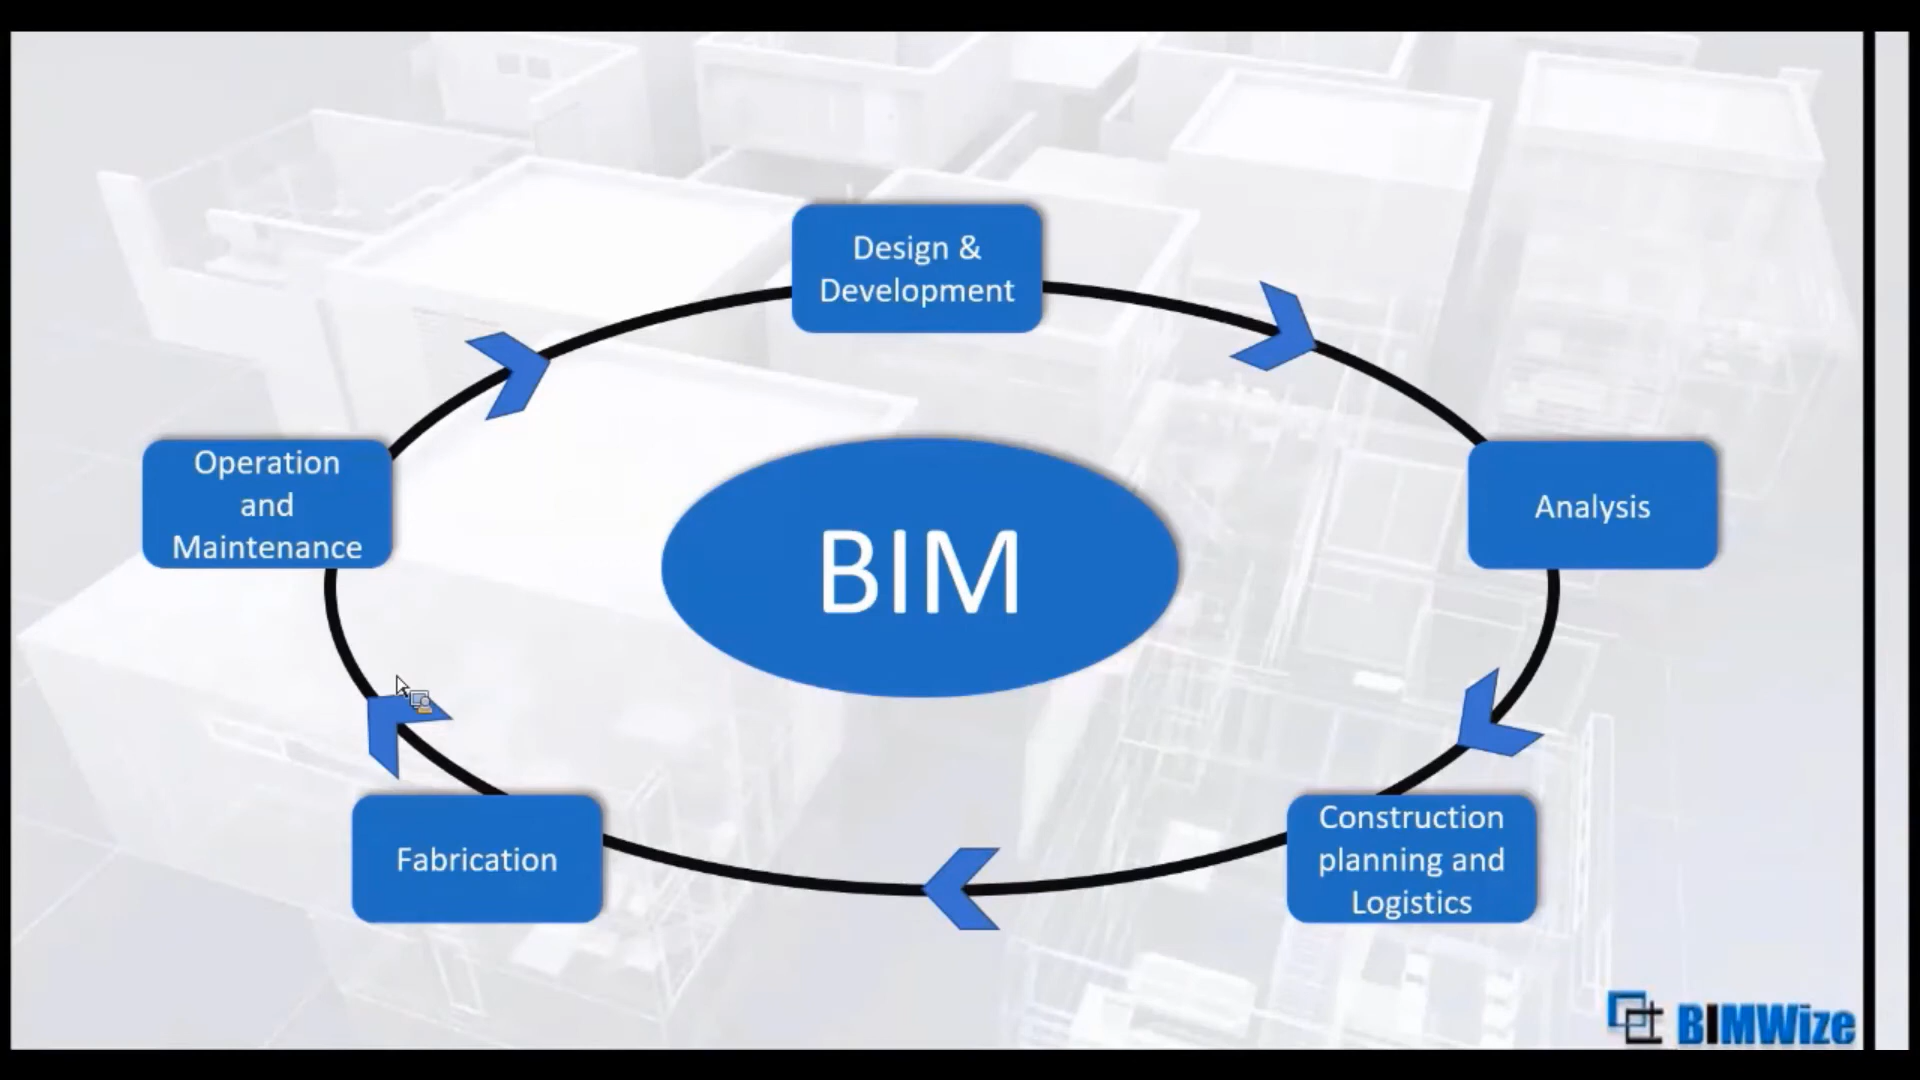 Design &
Development
Operation
and
Maintenance
Analysis
BIM
Fabrication
Construction
planning and
Logistics
BIMWize